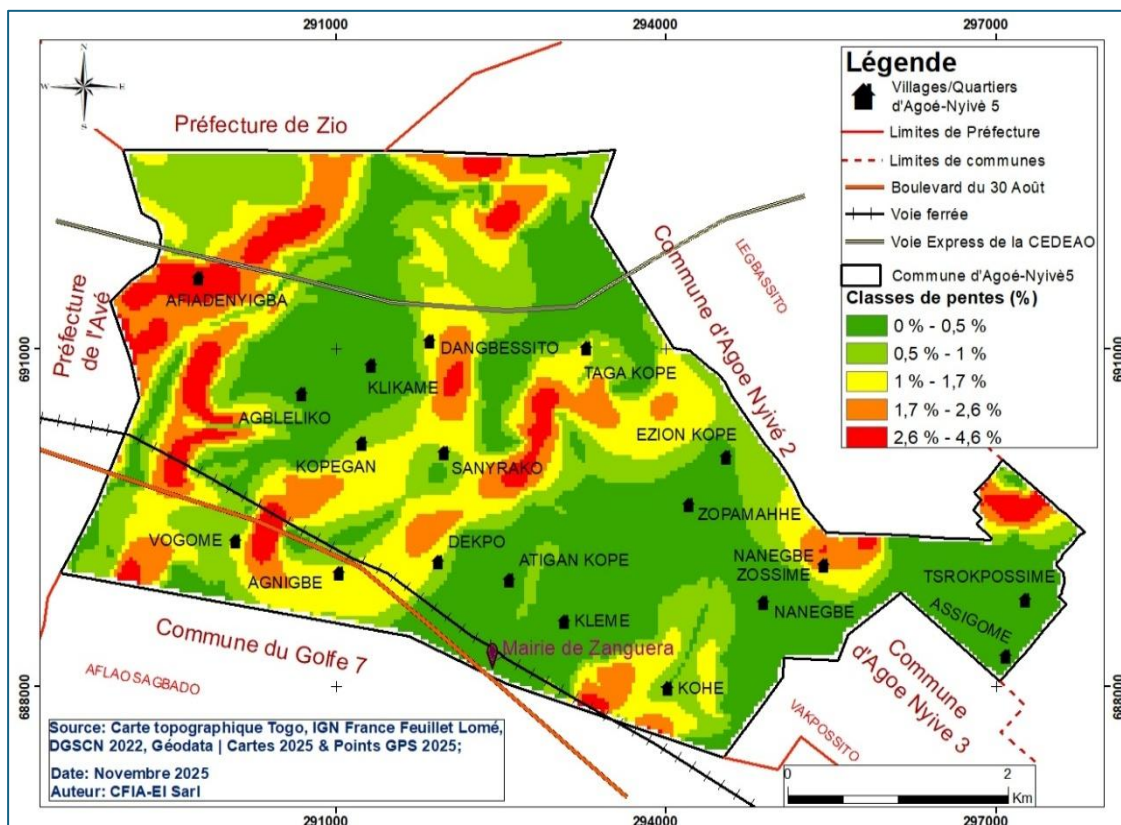 291000
294000
297000
N
W
E
S
Préfecture de Zio
Légende
Villages/Quartiers
d'Agoé-Nyivé 5
Limites de Préfecture
Limites de communes
Boulevard du 30 Août
Voie ferrée
Voie Express de la CEDEAO
Commune d'Agoé-Nyivè5
Classes de pentes (%)
0 % - 0,5 %
0,5 % - 1 %
1 % - 1,7 %
1,7 % - 2,6 %
2,6 % - 4,6 %
Commune d'Agoe Nyivé 2
LEGBASSITO
AFIADENYIGBA
Préfecture
de l'Avé
691000
691000
DANGBESSITO
TAGA KOPE
KLIKAME
AGBLELIKO
EZION KOPE
KOPEGAN
SANYRAKO
ZOPAMAHHE
VOGOME
DEKPO
NANEGBE
ZOSSIME
AGNIGBE
ATIGAN KOPE
TSROKPOSSIME
NANEGBE
ASSIGOME
KLEME
Commune du Golfe 7
Mairie de Zanguera
AFLAO SAGBADO
KOHE
Commune
d'Agoe Nyive 3
688000
688000
VAKPOSSITO
Source: Carte topographique Togo, IGN France Feuillet Lomé,
DGSCN 2022, Géodata | Cartes 2025 & Points GPS 2025;
Date: Novembre 2025
Auteur: CFIA-EI Sarl
0
2
Km
291000
294000
297000